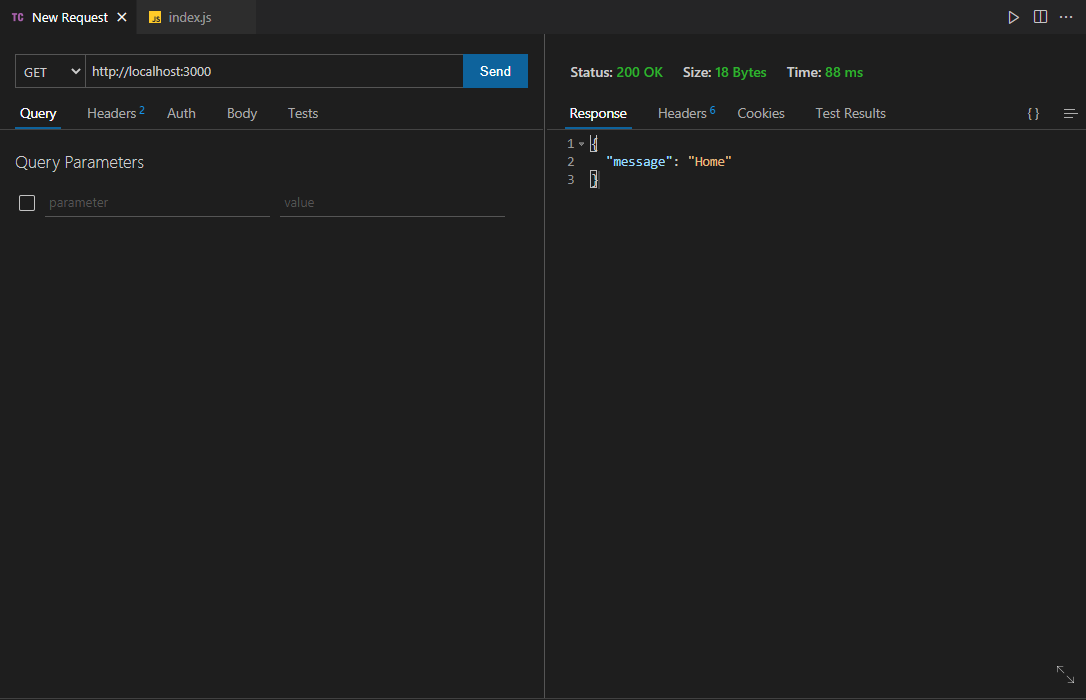 TC New Request × JS index.js
GET http://localhost:3000 Send
Query Headers 2 Auth Body Tests
Query Parameters
parameter value
Status: 200 OK Size: 18 Bytes Time: 88 ms
Response Headers 6 Cookies Test Results { }
1 {
2 "message": "Home"
3 }